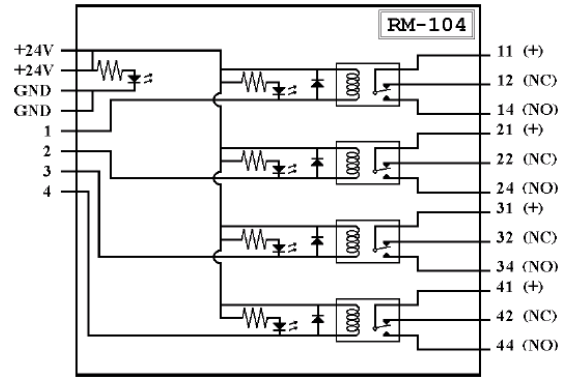 RM-104
+24V
+24V
GND
GND
1
2
3
4
11 (+)
12 (NC)
14 (NO)
21 (+)
22 (NC)
24 (NO)
31 (+)
32 (NC)
34 (NO)
41 (+)
42 (NC)
44 (NO)